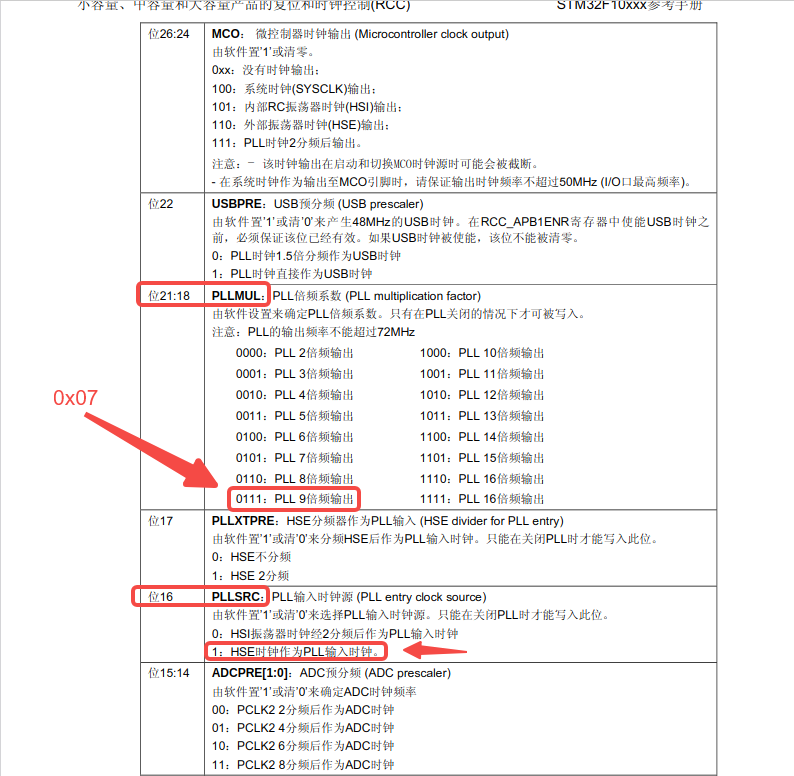 小容量、中容量和大容量产品的复位和时钟控制(RCC) STM32F10xxx参考手册
位26:24 MCO： 微控制器时钟输出 (Microcontroller clock output)
由软件置'1'或清零。
0xx：没有时钟输出；
100：系统时钟(SYSCLK)输出；
101：内部RC振荡器时钟(HSI)输出；
110：外部振荡器时钟(HSE)输出；
111：PLL时钟2分频后输出。
注意：- 该时钟输出在启动和切换MCO时钟源时可能会被截断。
- 在系统时钟作为输出至MCO引脚时，请保证输出时钟频率不超过50MHz (I/O口最高频率)。
位22 USBPRE：USB预分频 (USB prescaler)
由软件置'1'或清'0'来产生48MHz的USB时钟。在RCC_APB1ENR寄存器中使能USB时钟之
前，必须保证该位已经有效。如果USB时钟被使能，该位不能被清零。
0：PLL时钟1.5倍分频作为USB时钟
1：PLL时钟直接作为USB时钟
位21:18 PLLMUL：PLL倍频系数 (PLL multiplication factor)
由软件设置来确定PLL倍频系数。只有在PLL关闭的情况下才可被写入。
注意：PLL的输出频率不能超过72MHz
0000：PLL 2倍频输出 1000：PLL 10倍频输出
0001：PLL 3倍频输出 1001：PLL 11倍频输出
0010：PLL 4倍频输出 1010：PLL 12倍频输出
0x07
0011：PLL 5倍频输出 1011：PLL 13倍频输出
0100：PLL 6倍频输出 1100：PLL 14倍频输出
0101：PLL 7倍频输出 1101：PLL 15倍频输出
0110：PLL 8倍频输出 1110：PLL 16倍频输出
0111：PLL 9倍频输出 1111：PLL 16倍频输出
位17 PLLXTPRE：HSE分频器作为PLL输入 (HSE divider for PLL entry)
由软件置'1'或清'0'来分频HSE后作为PLL输入时钟。只能在关闭PLL时才能写入此位。
0：HSE不分频
1：HSE 2分频
位16 PLLSRC：PLL输入时钟源 (PLL entry clock source)
由软件置'1'或清'0'来选择PLL输入时钟源。只能在关闭PLL时才能写入此位。
0：HSI振荡器时钟经2分频后作为PLL输入时钟
1：HSE时钟作为PLL输入时钟。
位15:14 ADCPRE[1:0]：ADC预分频 (ADC prescaler)
由软件置'1'或清'0'来确定ADC时钟频率
00：PCLK2 2分频后作为ADC时钟
01：PCLK2 4分频后作为ADC时钟
10：PCLK2 6分频后作为ADC时钟
11：PCLK2 8分频后作为ADC时钟